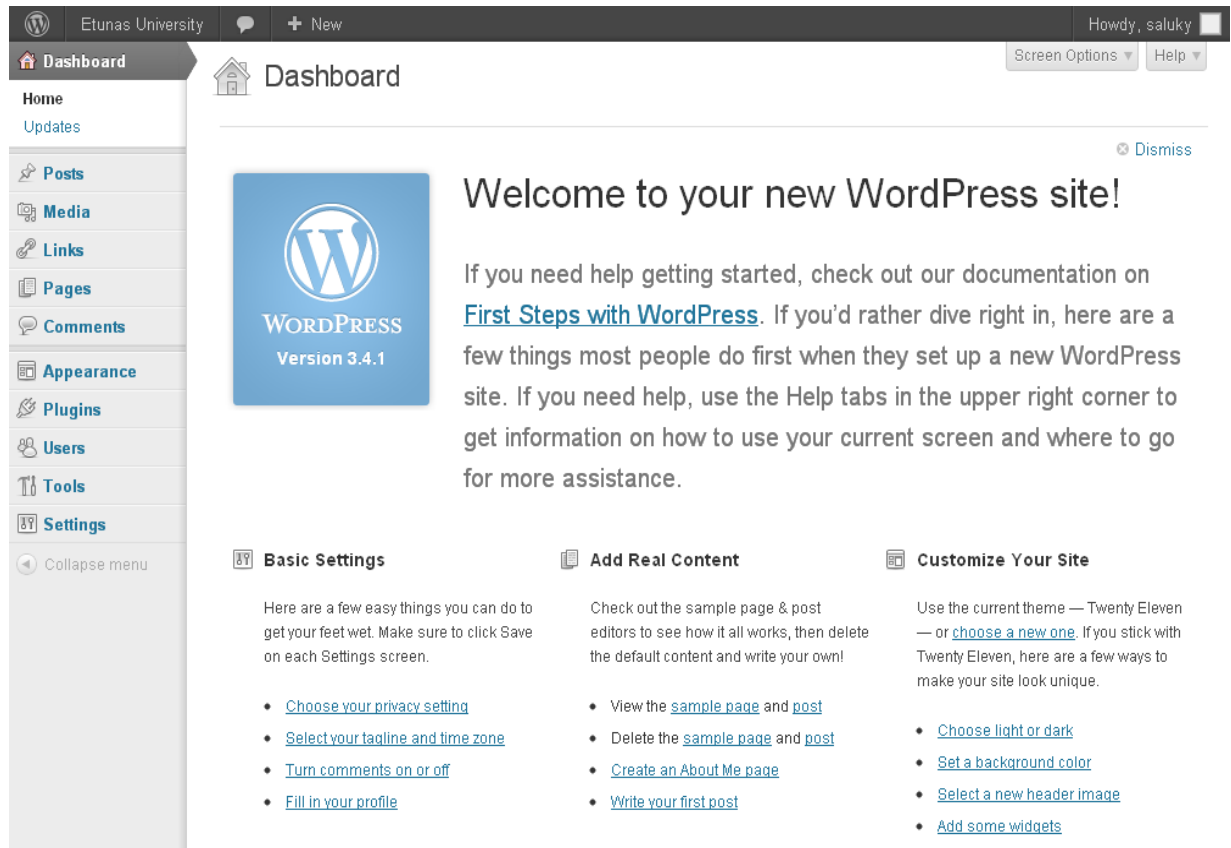 Etunas University + New Howdy, saluky
Dashboard
Home
Updates
Posts
Media
Links
Pages
Comments
Appearance
Plugins
Users
Tools
Settings
Collapse menu
Screen Options Help
Dashboard
Dismiss
WORDPRESS
Version 3.4.1
Welcome to your new WordPress site!
If you need help getting started, check out our documentation on
First Steps with WordPress. If you'd rather dive right in, here are a
few things most people do first when they set up a new WordPress
site. If you need help, use the Help tabs in the upper right corner to
get information on how to use your current screen and where to go
for more assistance.
Basic Settings
Here are a few easy things you can do to
get your feet wet. Make sure to click Save
on each Settings screen.
• Choose your privacy setting
• Select your tagline and time zone
• Turn comments on or off
• Fill in your profile
Add Real Content
Check out the sample page & post
editors to see how it all works, then delete
the default content and write your own!
• View the sample page and post
• Delete the sample page and post
• Create an About Me page
• Write your first post
Customize Your Site
Use the current theme — Twenty Eleven
— or choose a new one. If you stick with
Twenty Eleven, here are a few ways to
make your site look unique.
• Choose light or dark
• Set a background color
• Select a new header image
• Add some widgets